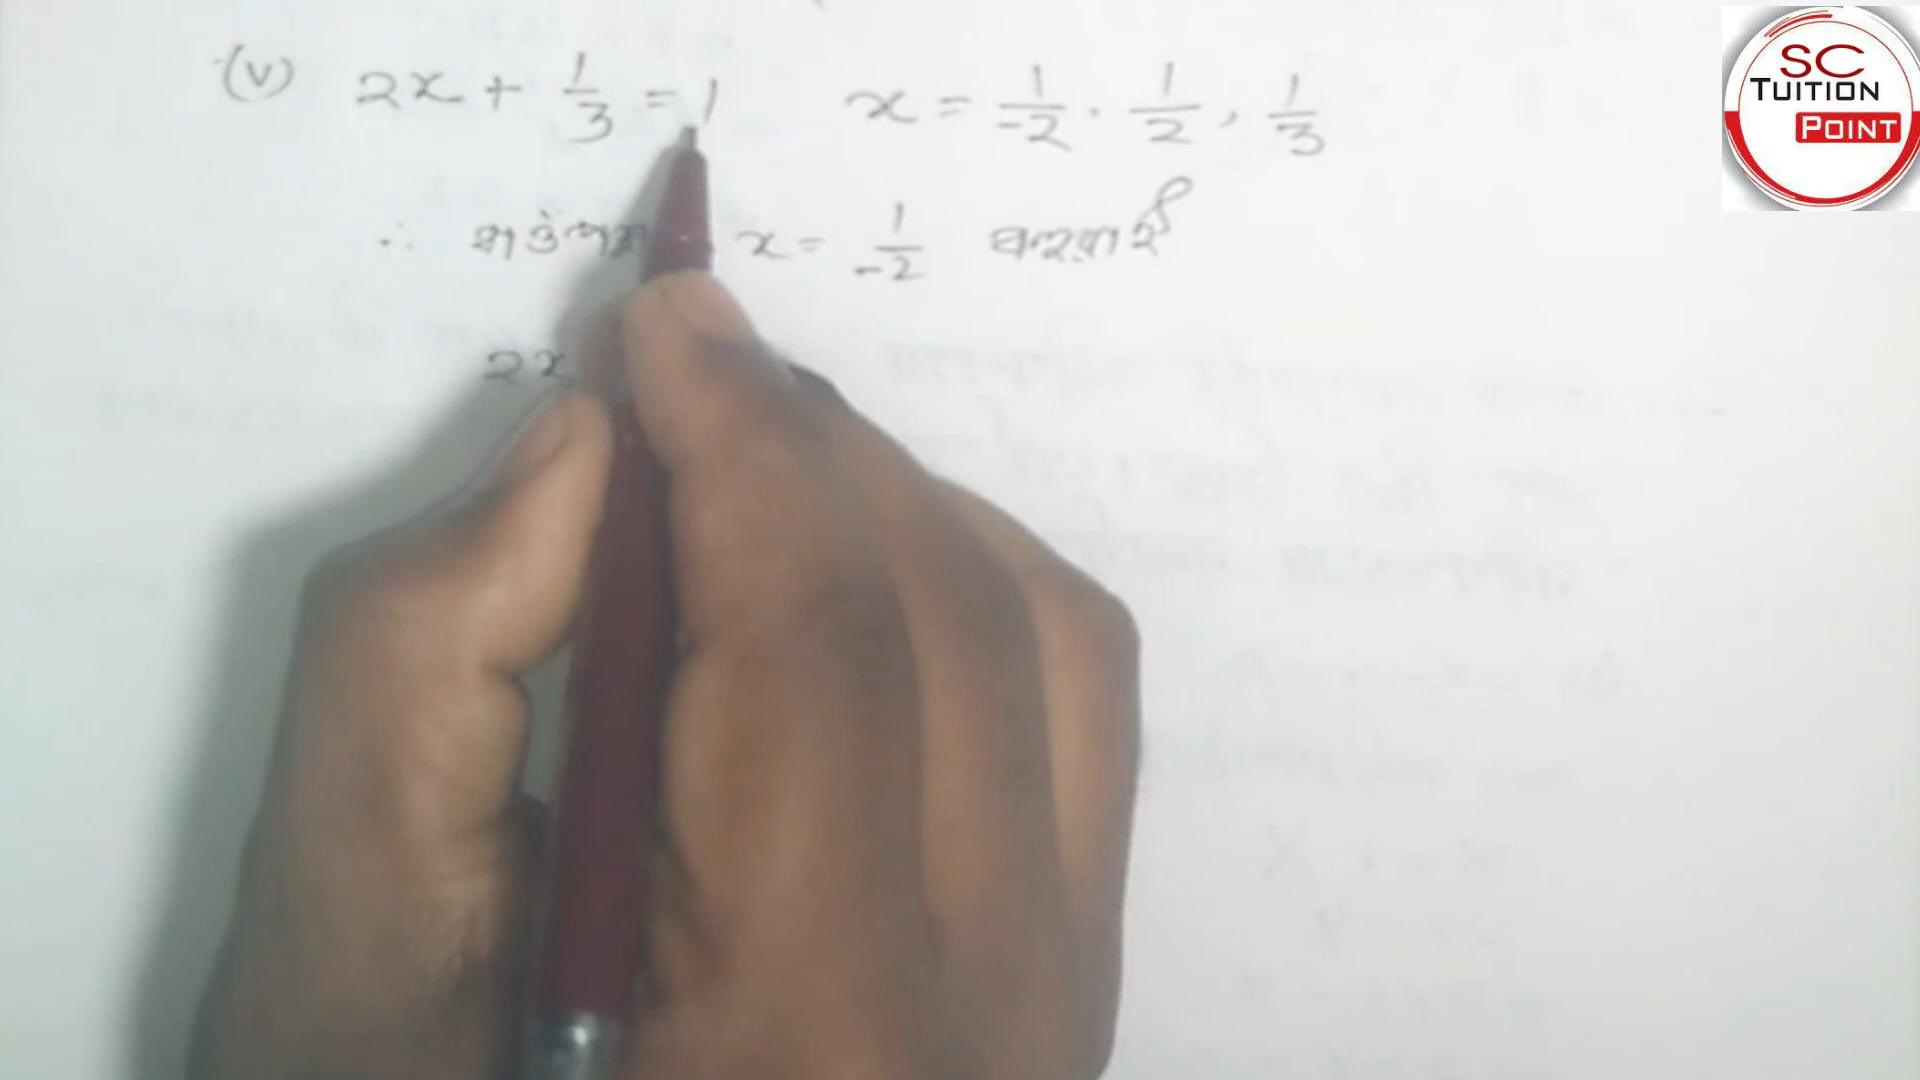 (v) 2x + 1/3 = 1 x = 1/-2 . 1/2 , 1/3
∴ x = 1/-2
2x
SC
TUITION
POINT